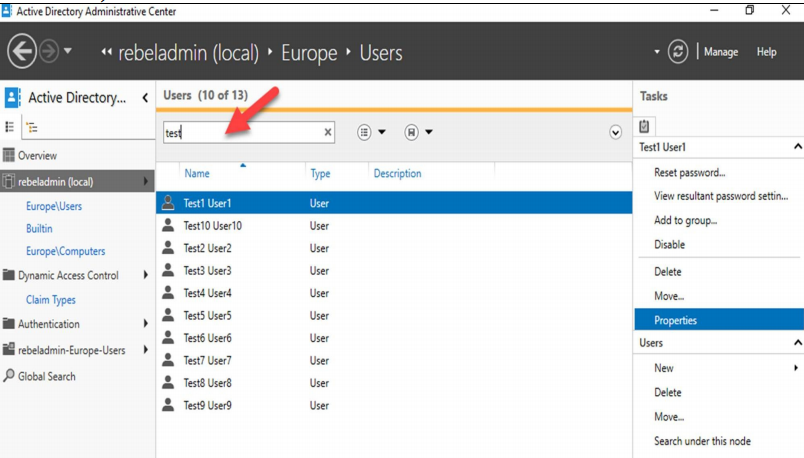 Active Directory Administrative Center
rebeladmin (local) Europe Users
Manage Help
Active Directory...
Overview
rebeladmin (local)
Europe\Users
Builtin
Europe\Computers
Dynamic Access Control
Claim Types
Authentication
rebeladmin-Europe-Users
Global Search
Users (10 of 13)
test
Name Type Description
Test1 User1 User
Test10 User10 User
Test2 User2 User
Test3 User3 User
Test4 User4 User
Test5 User5 User
Test6 User6 User
Test7 User7 User
Test8 User8 User
Test9 User9 User
Tasks
Test1 User1
Reset password...
View resultant password settin...
Add to group...
Disable
Delete
Move...
Properties
Users
New
Delete
Move...
Search under this node